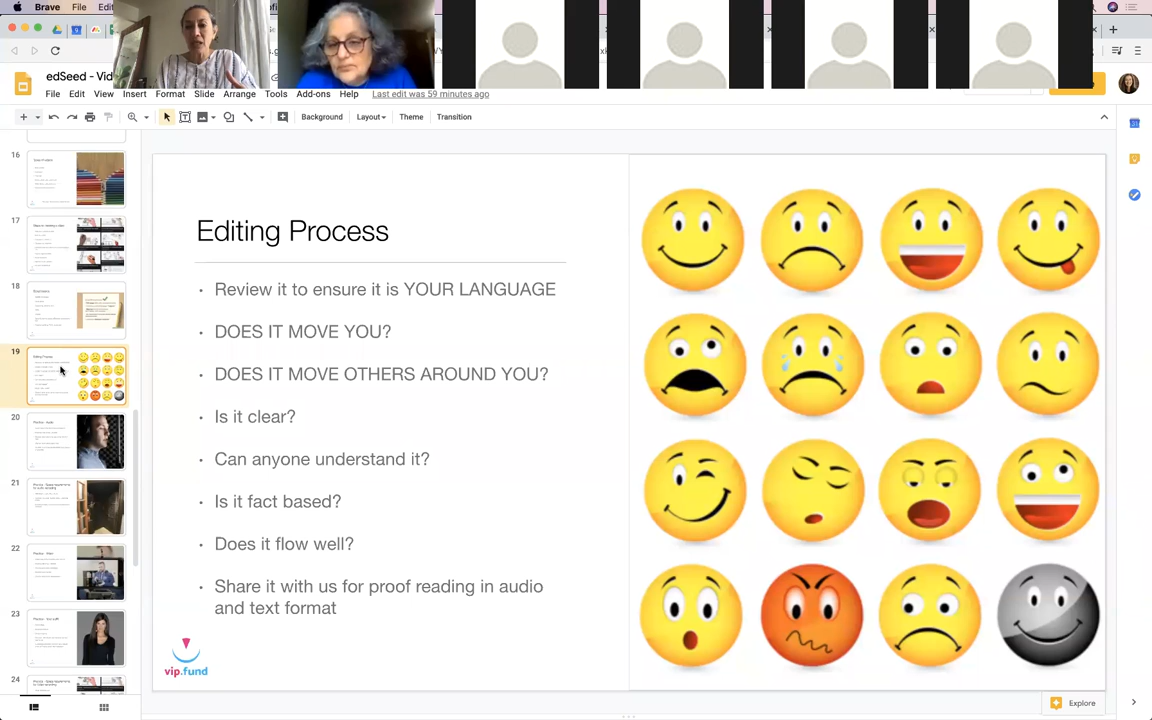 Brave File Edi
edSeed - Vid
File Edit View Insert Format Slide Arrange Tools Add-ons Help Last edit was 59 minutes ago
Background Layout Theme Transition
16
17
18
19
20
21
22
23
24
Editing Process
· Review it to ensure it is YOUR LANGUAGE
· DOES IT MOVE YOU?
· DOES IT MOVE OTHERS AROUND YOU?
· Is it clear?
· Can anyone understand it?
· Is it fact based?
· Does it flow well?
· Share it with us for proof reading in audio
and text format
vip.fund
Explore